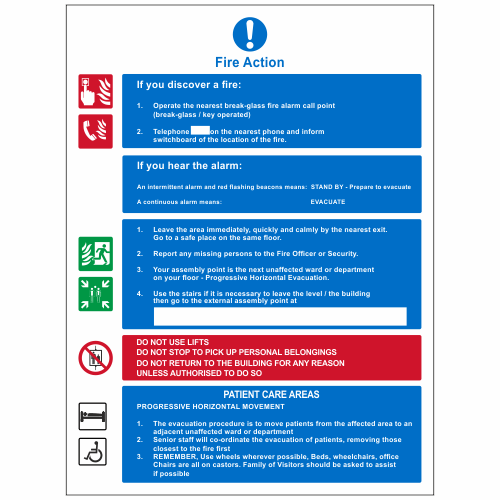 Fire Action
If you discover a fire:
1. Operate the nearest break-glass fire alarm call point
(break-glass / key operated)
2. Telephone on the nearest phone and inform
switchboard of the location of the fire.
If you hear the alarm:
An intermittent alarm and red flashing beacons means: STAND BY - Prepare to evacuate
A continuous alarm means: EVACUATE
1. Leave the area immediately, quickly and calmly by the nearest exit.
Go to a safe place on the same floor.
2. Report any missing persons to the Fire Officer or Security.
3. Your assembly point is the next unaffected ward or department
on your floor - Progressive Horizontal Evacuation.
4. Use the stairs if it is necessary to leave the level / the building
then go to the external assembly point at
DO NOT USE LIFTS
DO NOT STOP TO PICK UP PERSONAL BELONGINGS
DO NOT RETURN TO THE BUILDING FOR ANY REASON
UNLESS AUTHORISED TO DO SO
PATIENT CARE AREAS
PROGRESSIVE HORIZONTAL MOVEMENT
1. The evacuation procedure is to move patients from the affected area to an
adjacent unaffected ward or department
2. Senior staff will co-ordinate the evacuation of patients, removing those
closest to the fire first
3. REMEMBER, Use wheels wherever possible, Beds, wheelchairs, office
Chairs are all on castors. Family of Visitors should be asked to assist
if possible